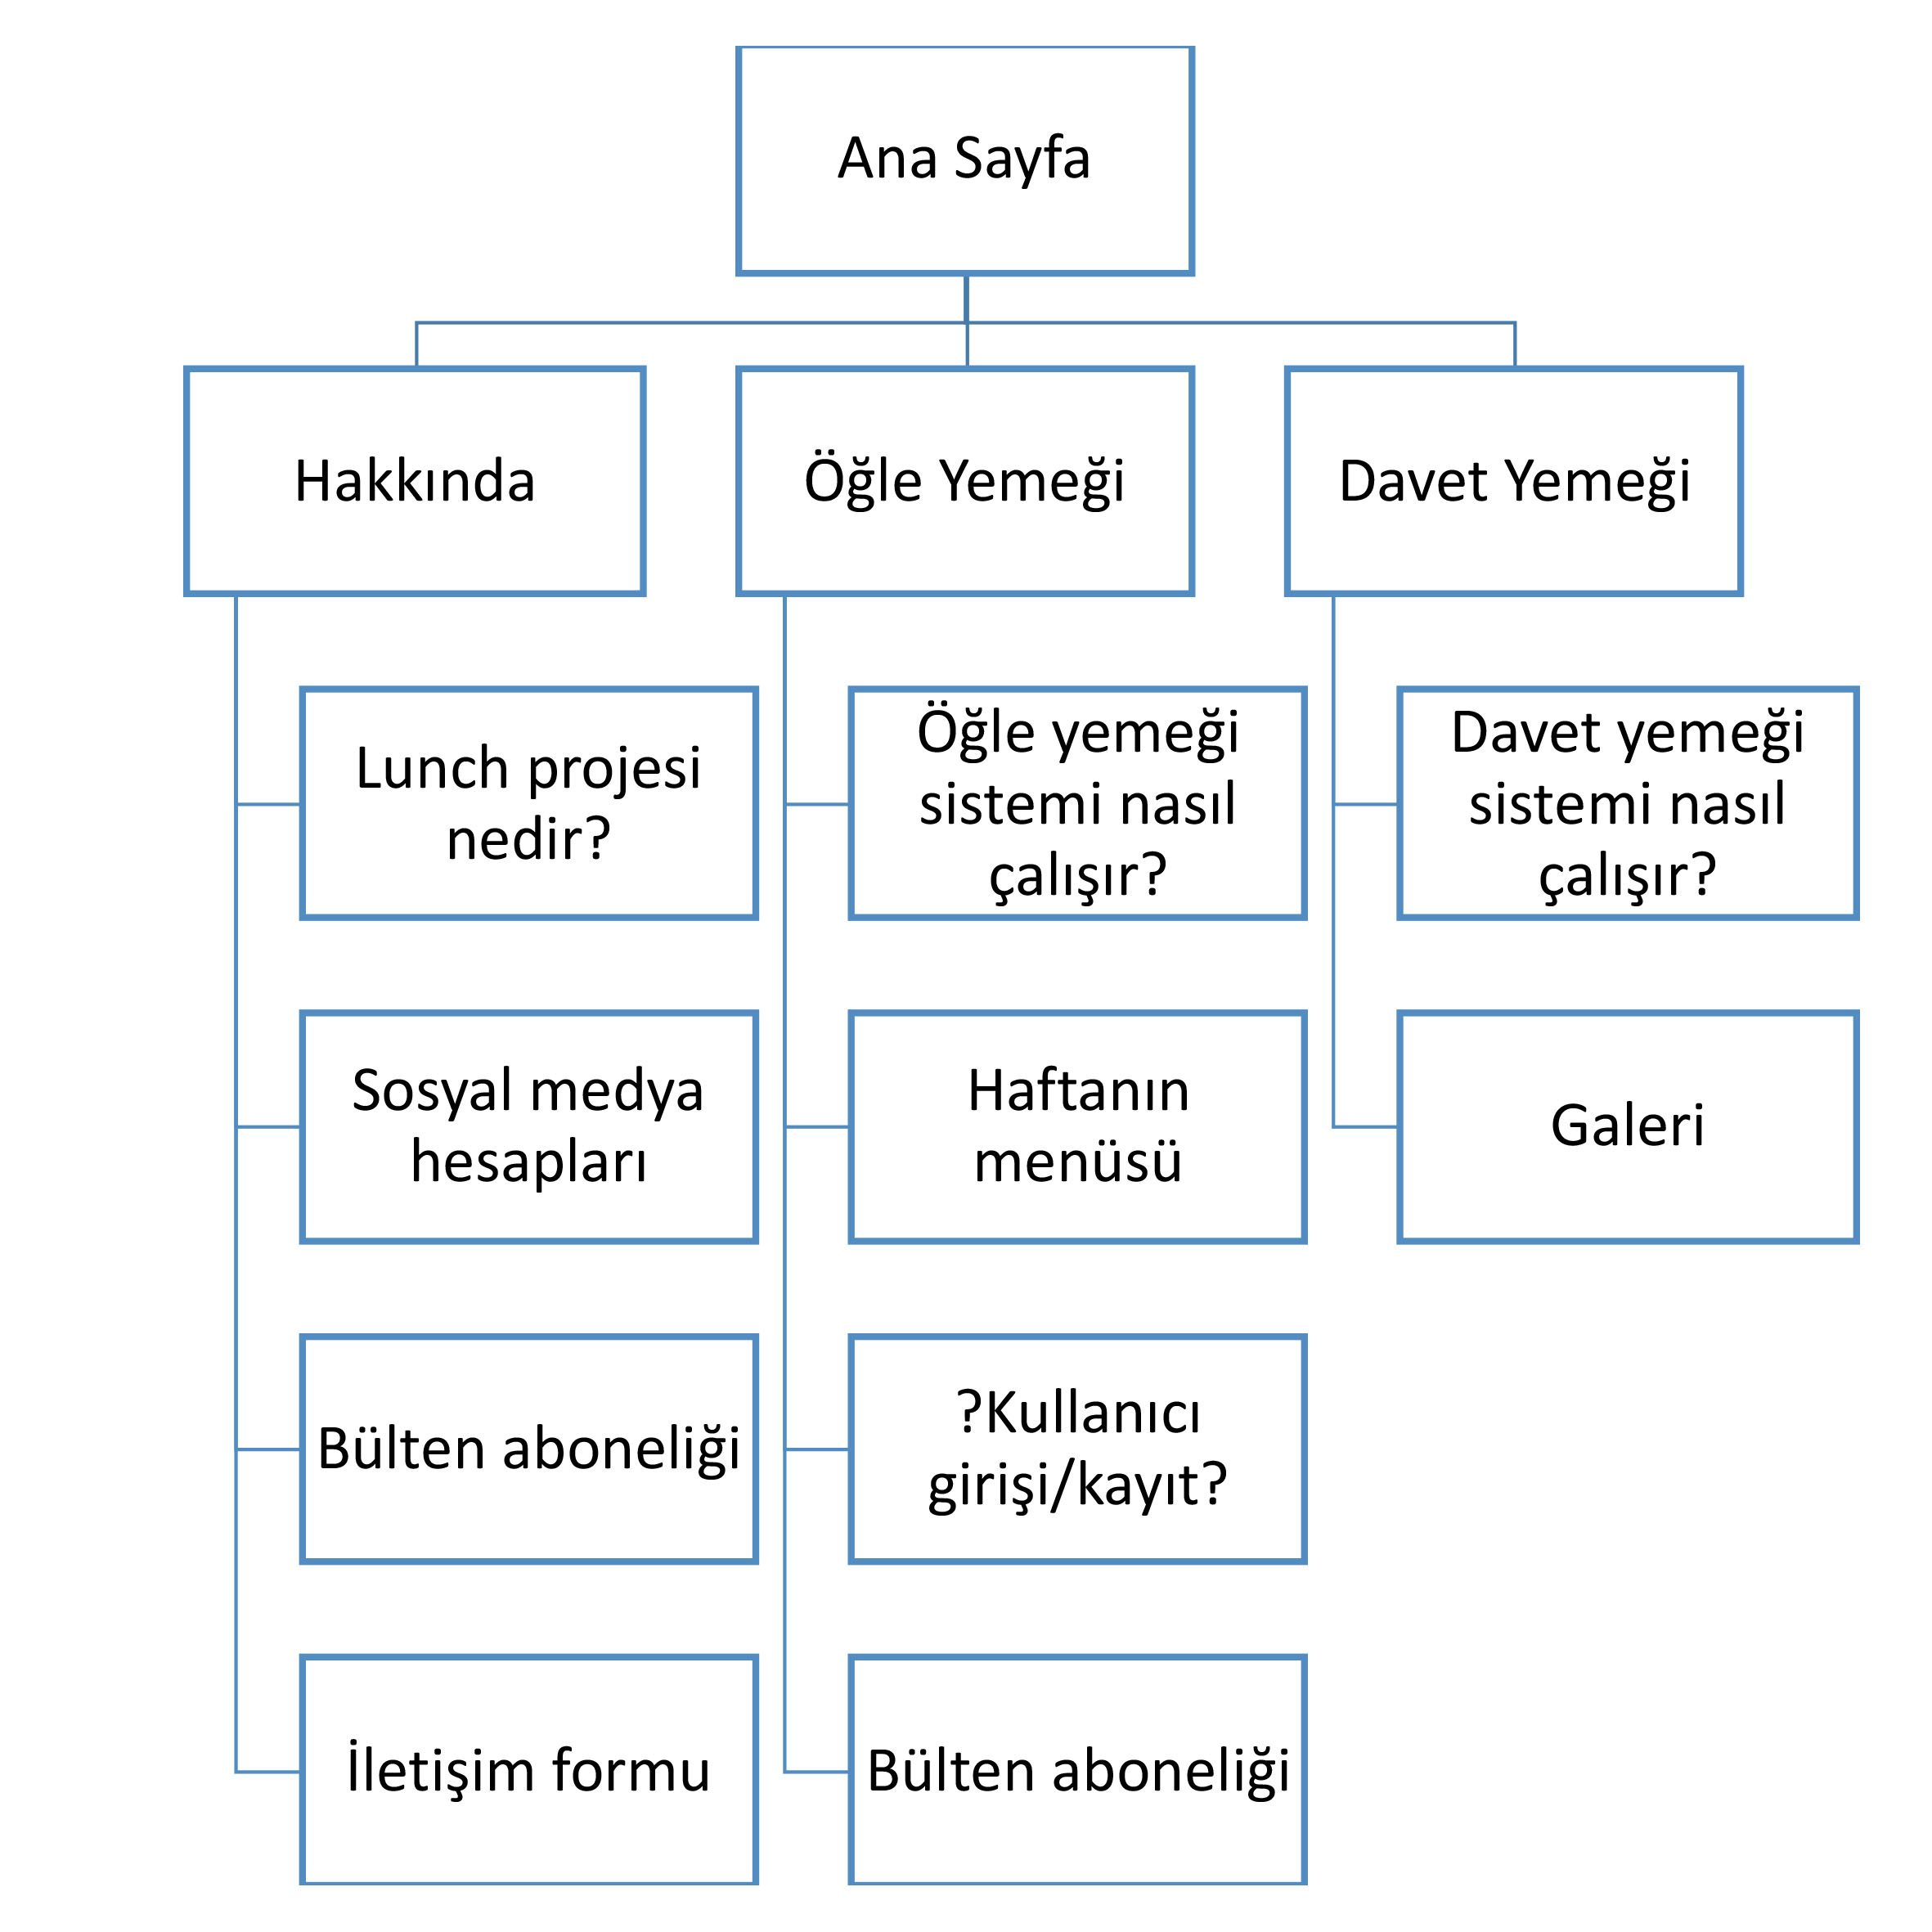 Ana Sayfa
Hakkında
Öğle Yemeği
Davet Yemeği
Lunch projesi
nedir?
Öğle yemeği
sistemi nasıl
çalışır?
Davet yemeği
sistemi nasıl
çalışır?
Sosyal medya
hesapları
Haftanın
menüsü
Galeri
Bülten aboneliği
?Kullanıcı
girişi/kayıt?
İletişim formu
Bülten aboneliği